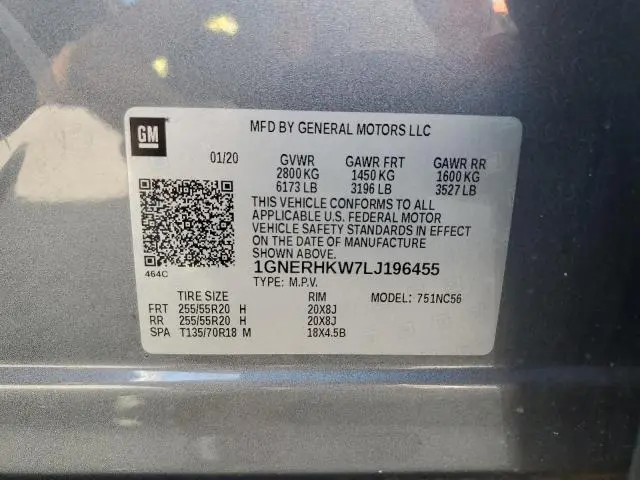 GM
MFD BY GENERAL MOTORS LLC
01/20 GVWR GAWR FRT GAWR RR
2800 KG 1450 KG 1600 KG
6173 LB 3196 LB 3527 LB
THIS VEHICLE CONFORMS TO ALL
APPLICABLE U.S. FEDERAL MOTOR
VEHICLE SAFETY STANDARDS IN EFFECT
ON THE DATE OF MANUFACTURE
SHOWN ABOVE.
464C
1GNERHKW7LJ196455
TYPE: M.P.V.
TIRE SIZE RIM MODEL: 751NC56
FRT 255/55R20 H 20X8J
RR 255/55R20 H 20X8J
SPA T135/70R18 M 18X4.5B